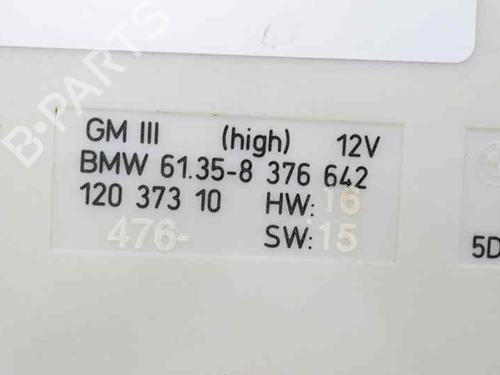 B-PARTS
GM III (high) 12V
BMW 61.35-8 376 642
120 373 10 HW: 16
476- SW: 15
5D